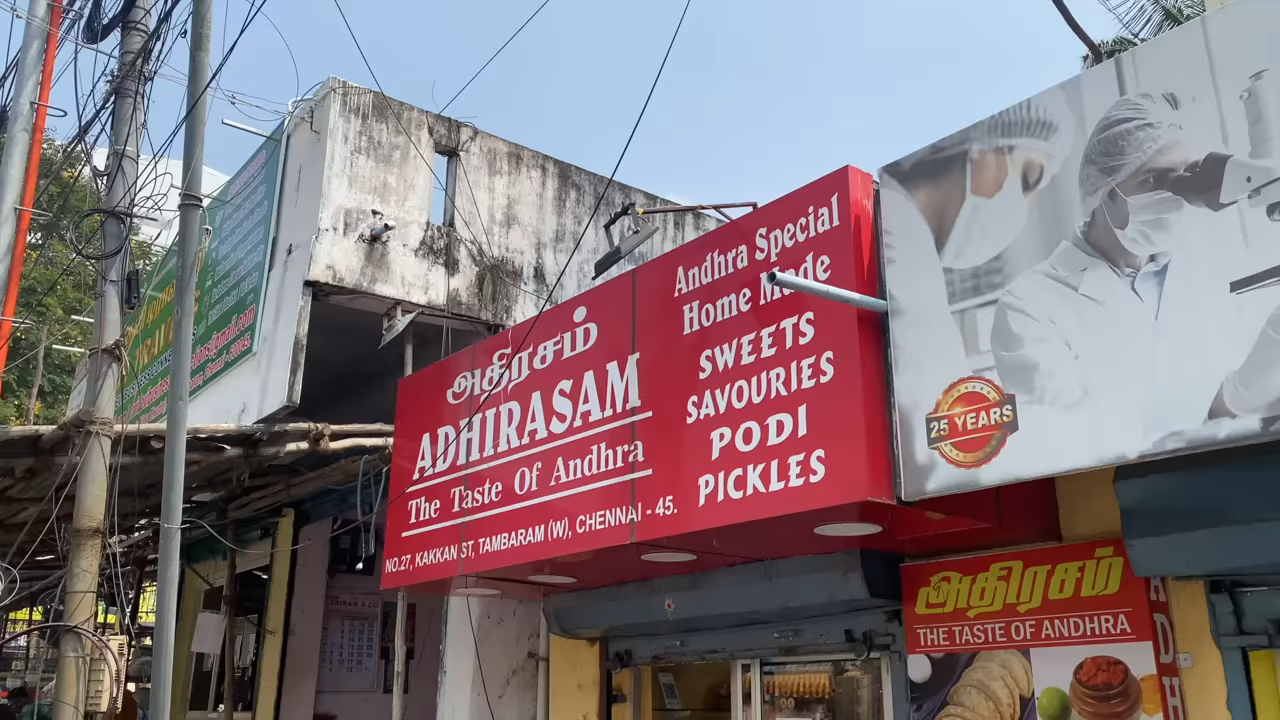 அதிரசம்
ADHIRASAM
The Taste Of Andhra
NO.27, KAKKAN ST, TAMBARAM (W), CHENNAI - 45.
Andhra Special
Home Made
SWEETS
SAVOURIES
PODI
PICKLES
25 YEARS
அதிரசம்
THE TASTE OF ANDHRA
ADH